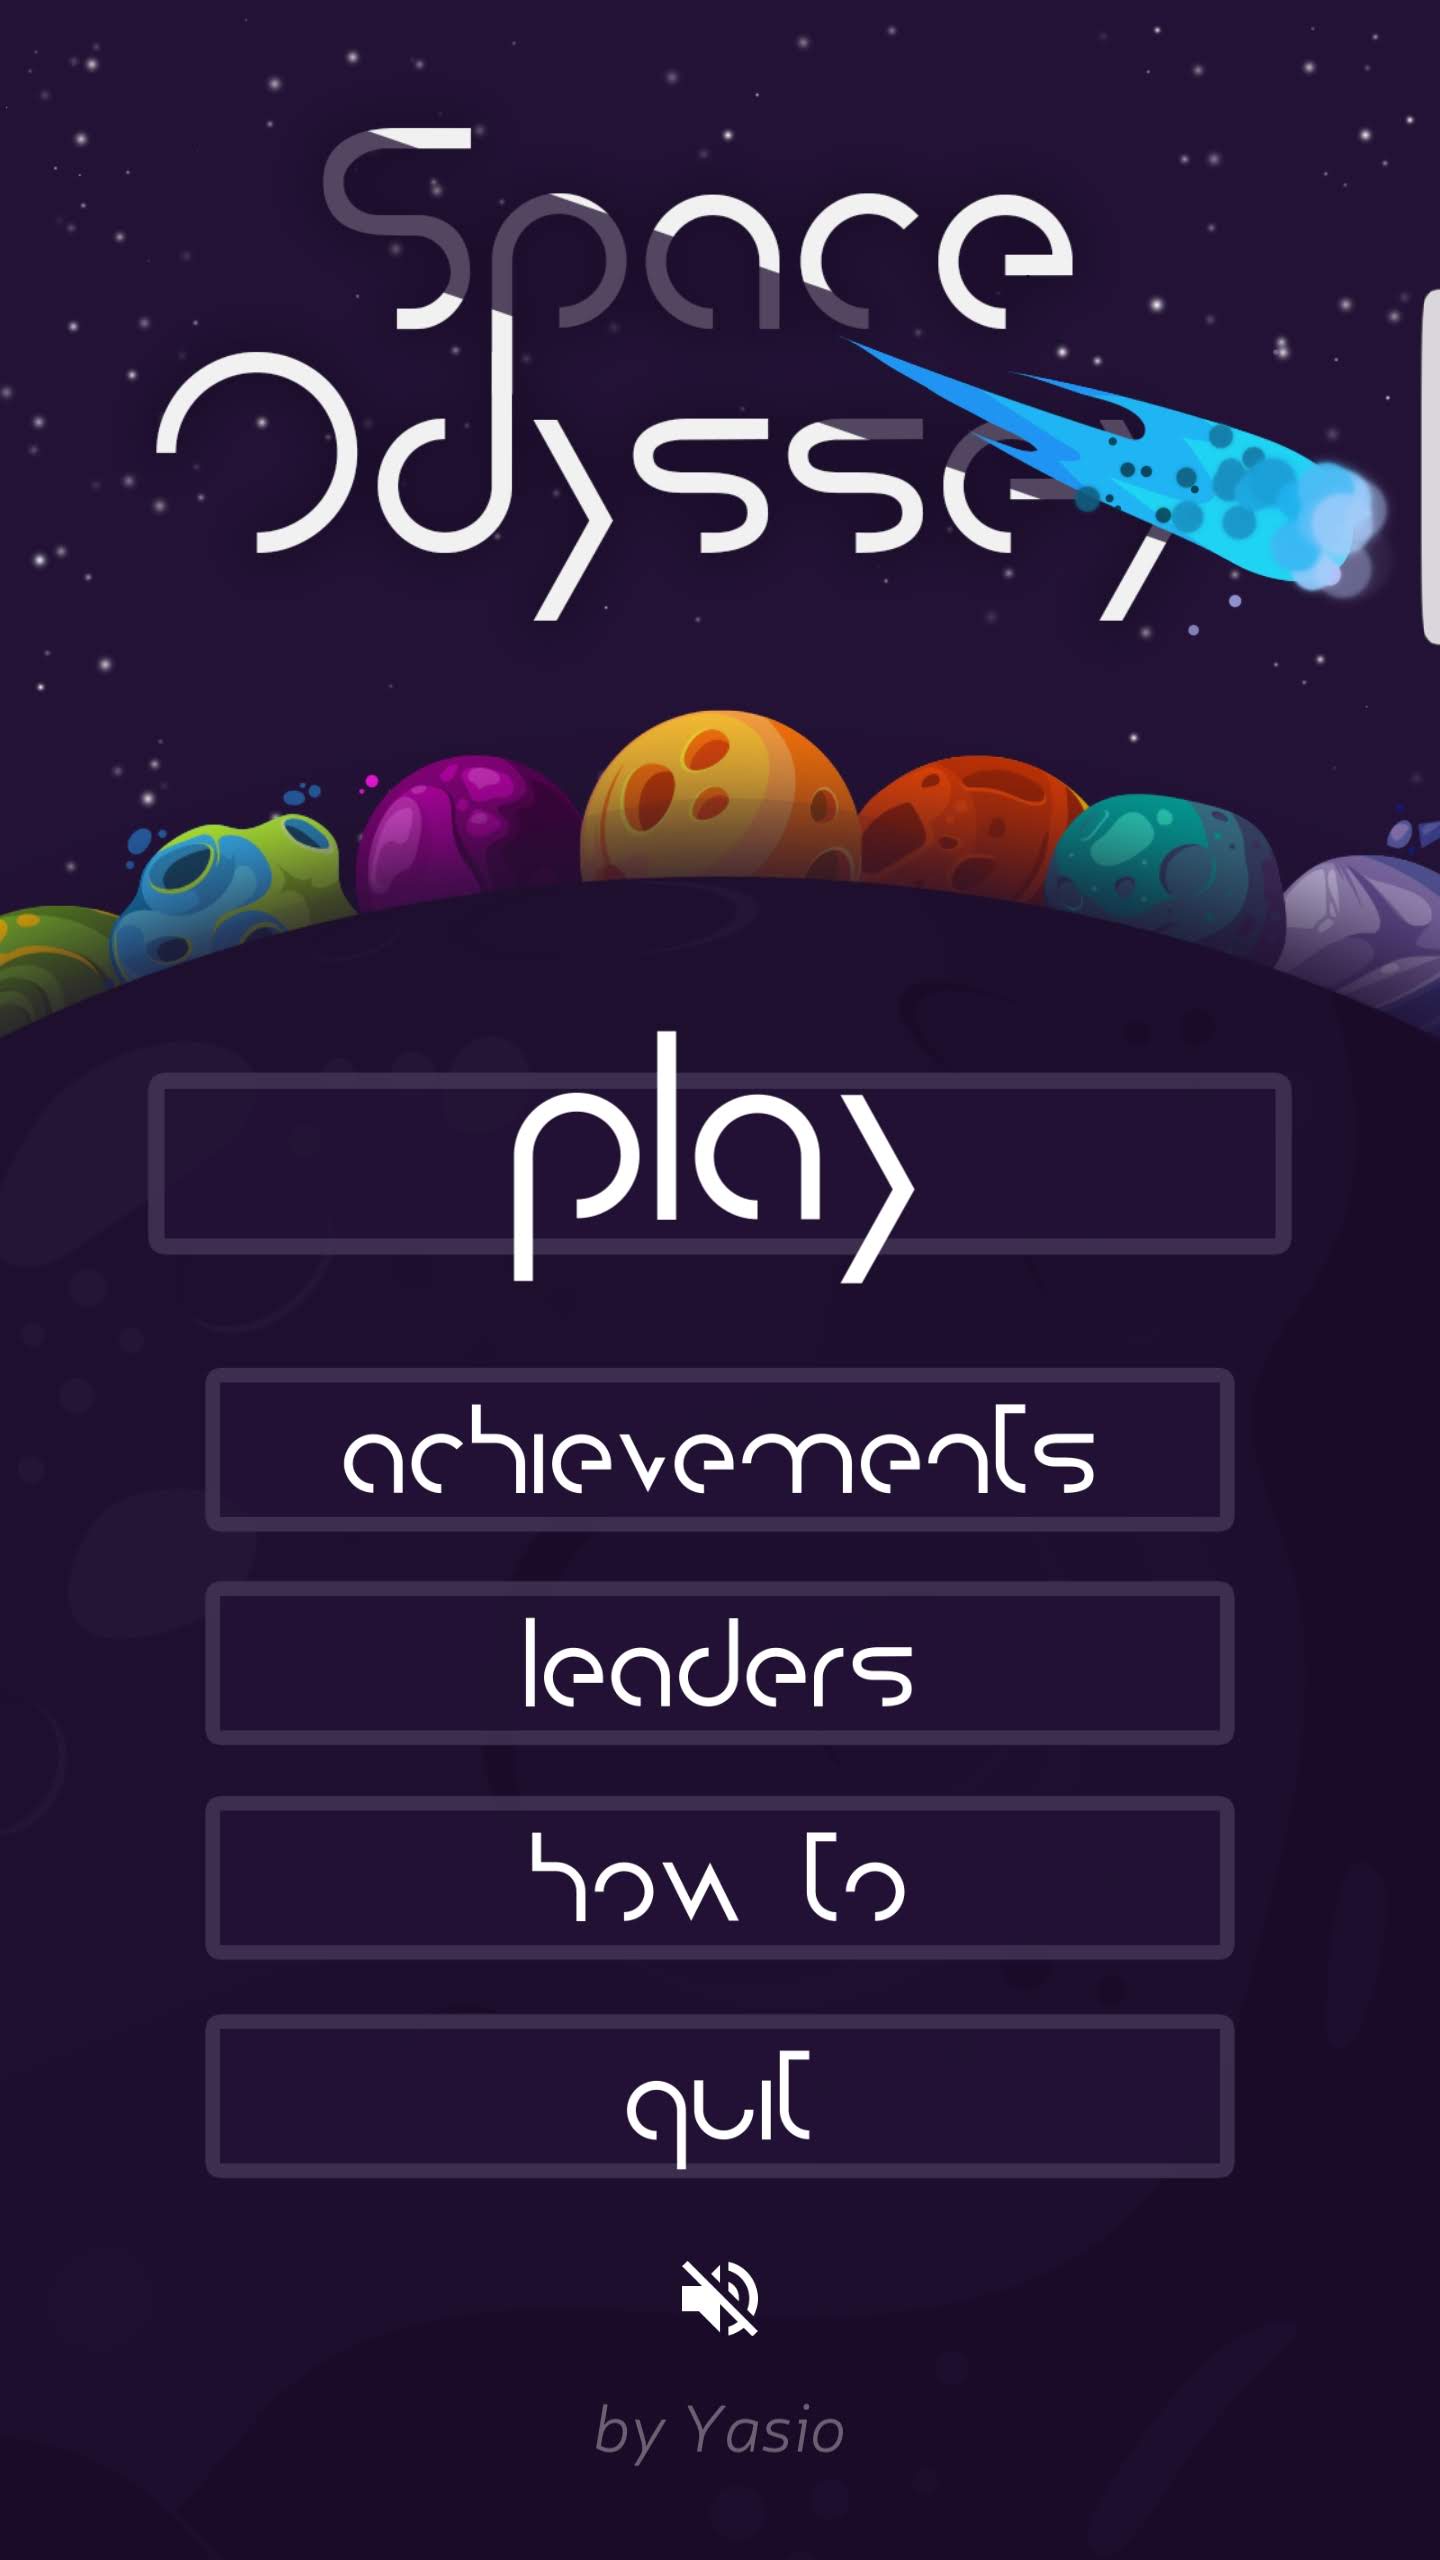 Space
Odyssey
play
achievements
leaders
how to
quit
by Yasio